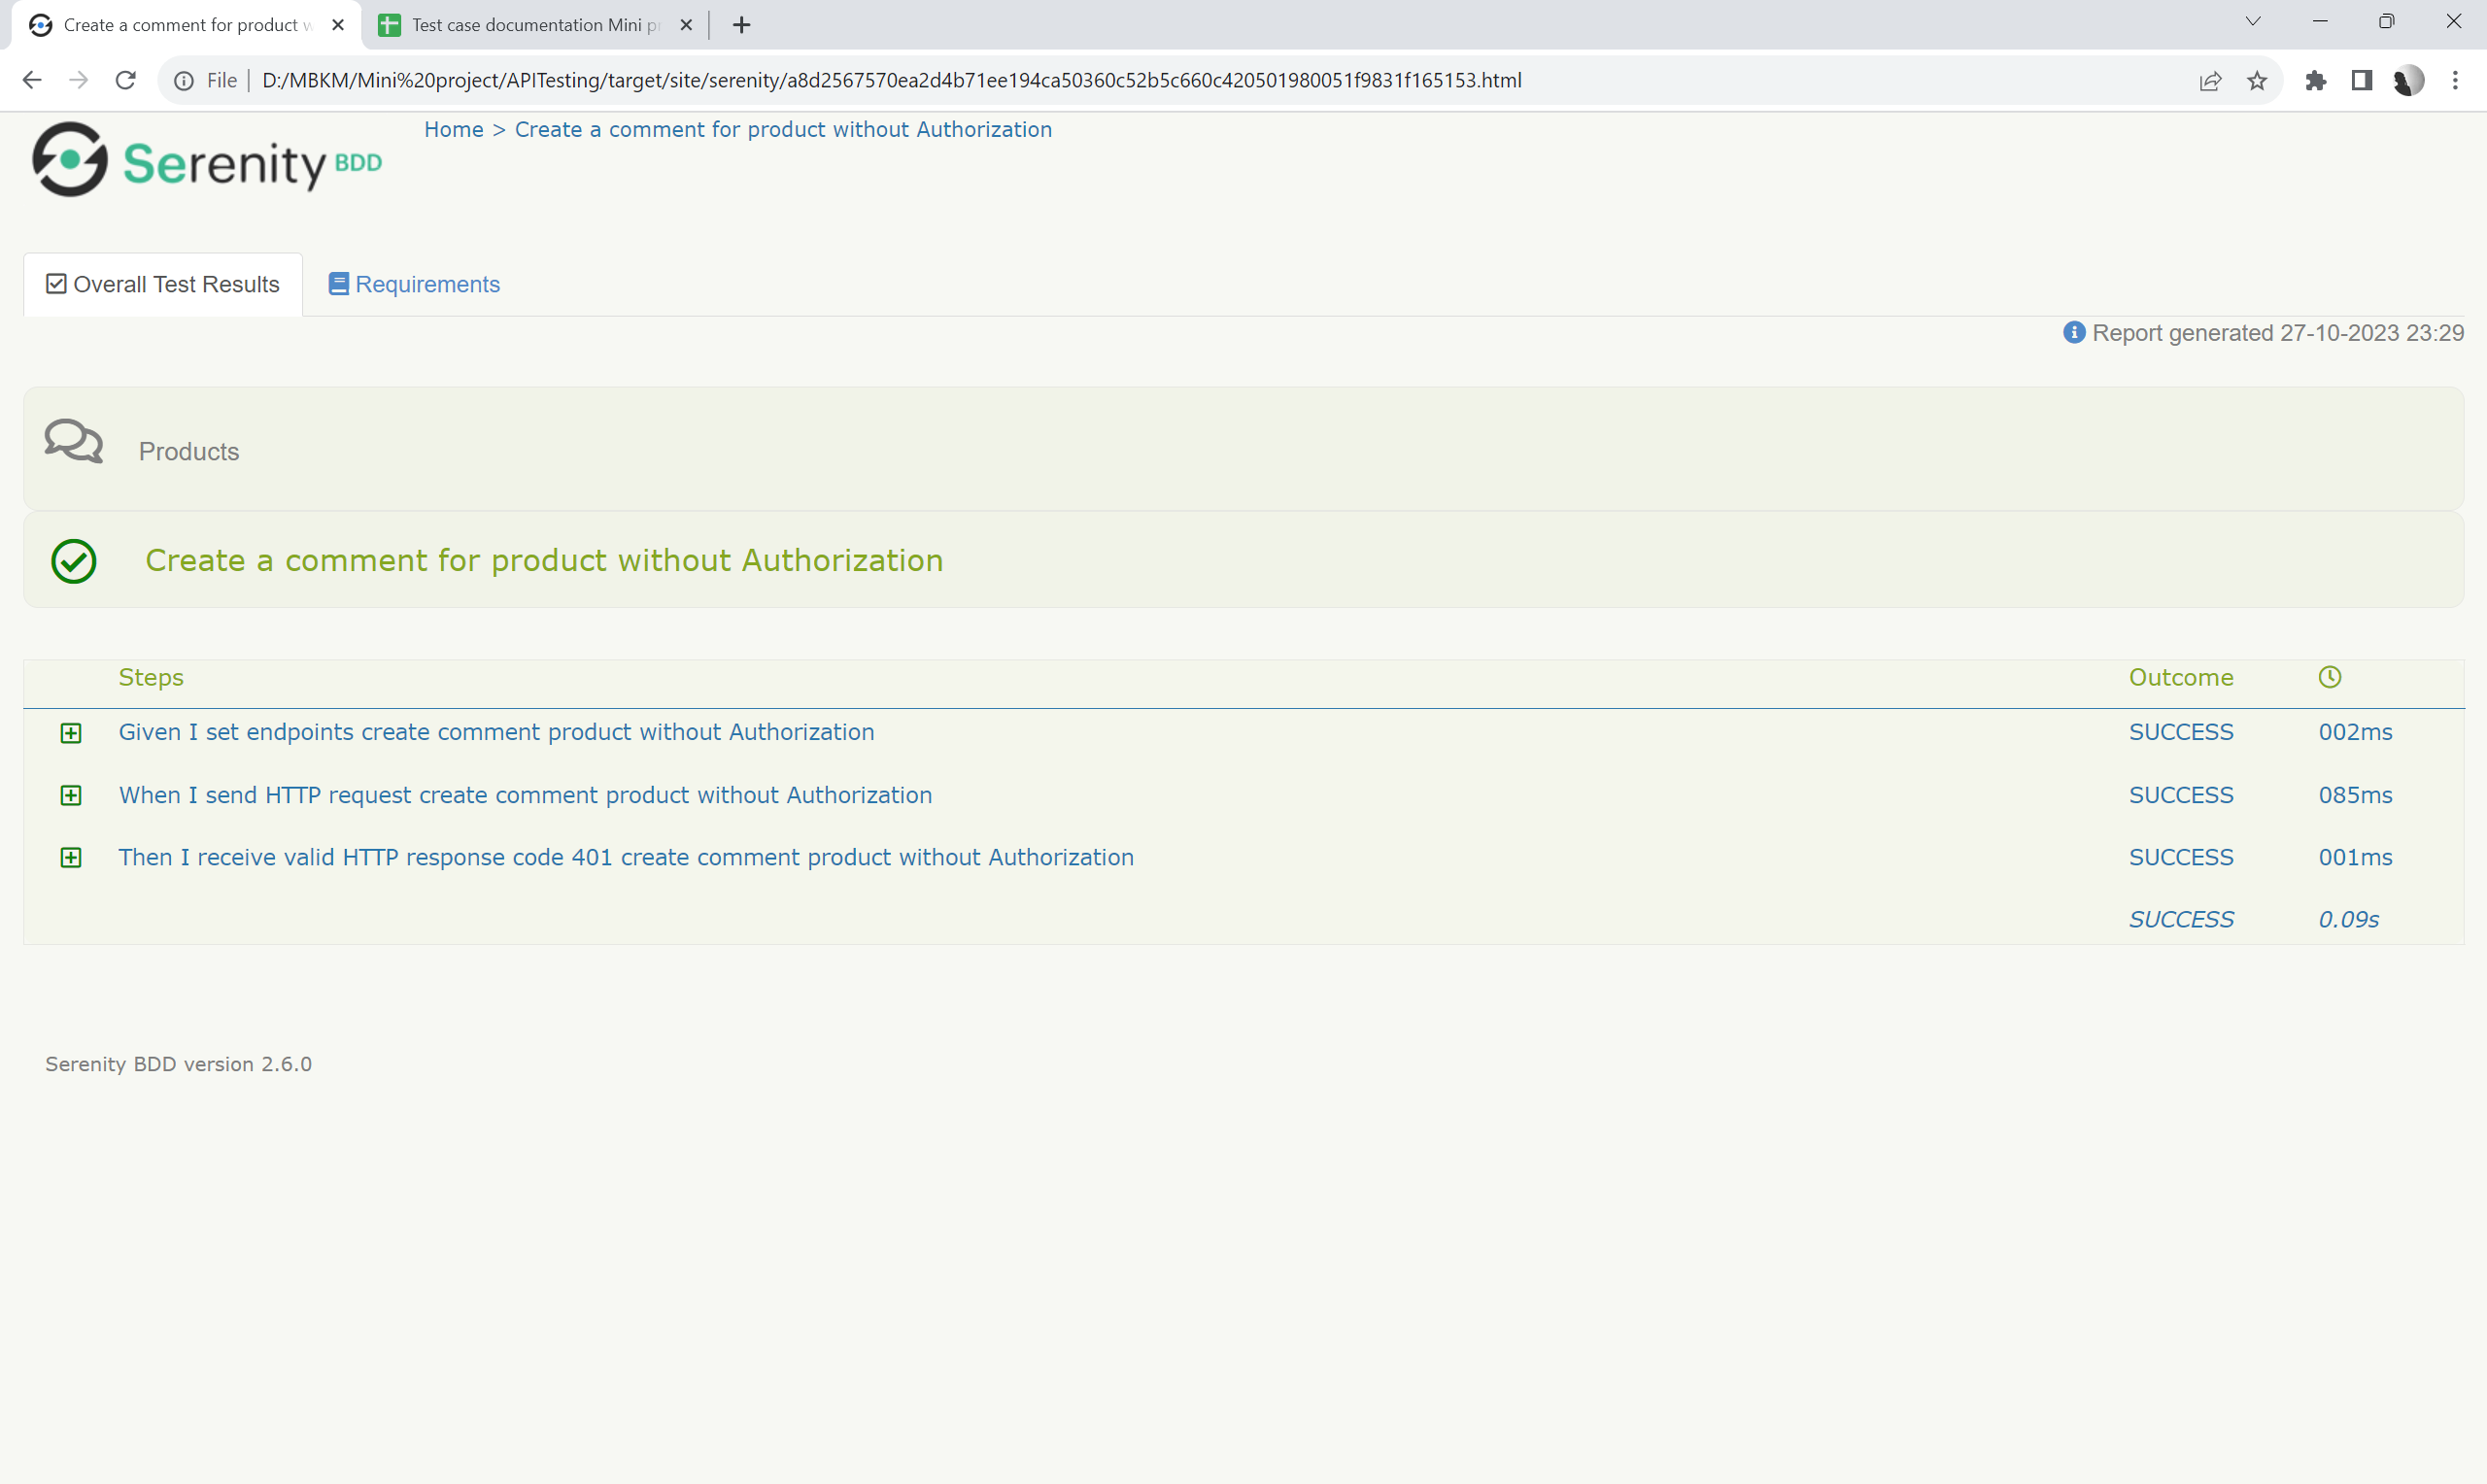 Create a comment for product w
Test case documentation Mini p
File
D:/MBKM/Mini%20project/APITesting/target/site/serenity/a8d2567570ea2d4b71ee194ca50360c52b5c660c420501980051f9831f165153.html
Serenity BDD
Home > Create a comment for product without Authorization
Overall Test Results
Requirements
Report generated 27-10-2023 23:29
Products
Create a comment for product without Authorization
Steps Outcome
Given I set endpoints create comment product without Authorization SUCCESS 002ms
When I send HTTP request create comment product without Authorization SUCCESS 085ms
Then I receive valid HTTP response code 401 create comment product without Authorization SUCCESS 001ms
SUCCESS 0.09s
Serenity BDD version 2.6.0